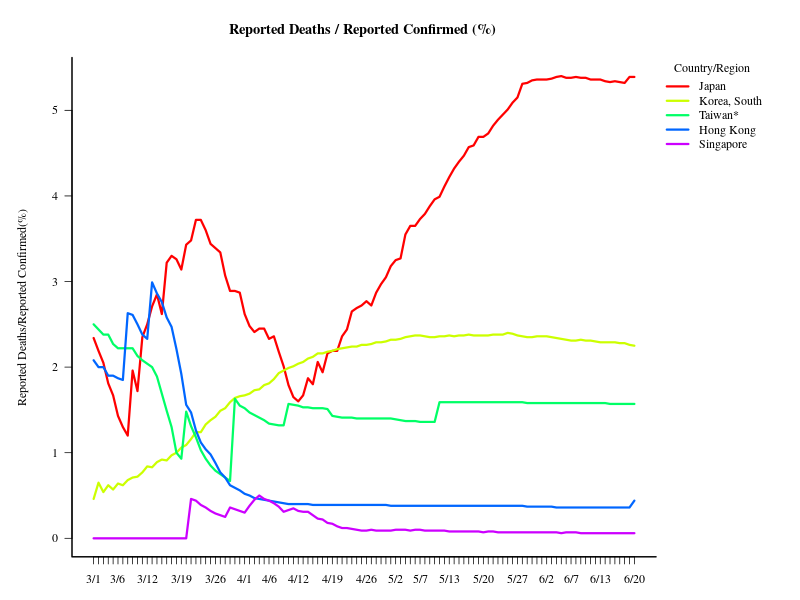 Reported Deaths / Reported Confirmed (%)
Country/Region
Japan
Korea, South
Taiwan*
Hong Kong
Singapore
Reported Deaths/Reported Confirmed(%)
5
4
3
2
1
0
3/1 3/6 3/12 3/19 3/26 4/1 4/6 4/12 4/19 4/26 5/2 5/7 5/13 5/20 5/27 6/2 6/7 6/13 6/20